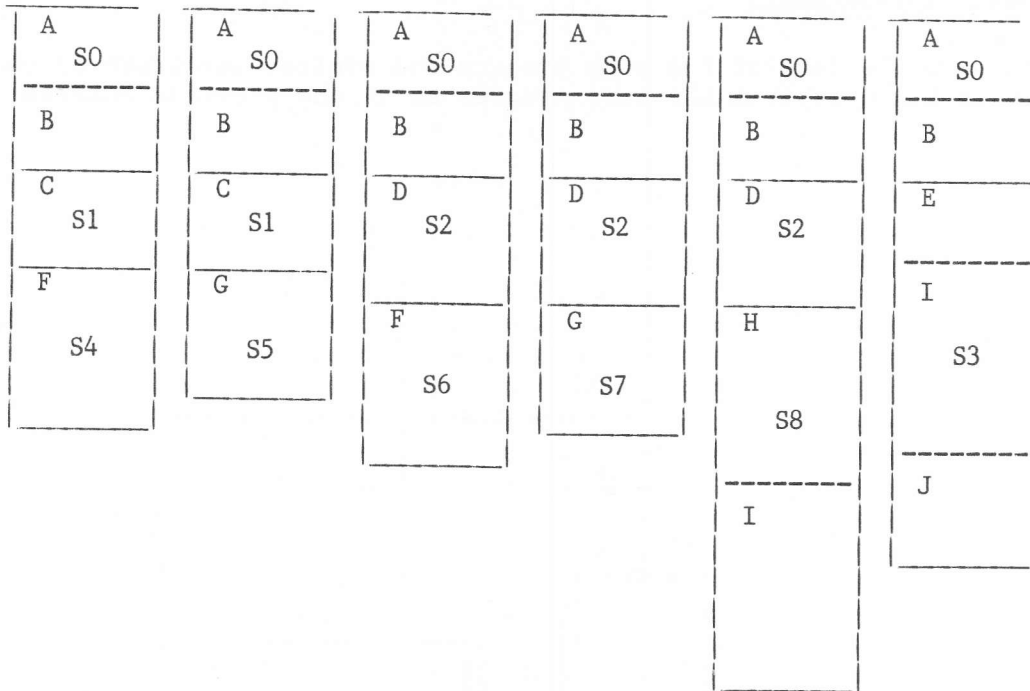 A A A A A A
S0 S0 S0 S0 S0 S0
B B B B B B
C C D D D E
S1 S1 S2 S2 S2
F G I
F G H
S4 S5 S3
S6 S7
S8
J
I